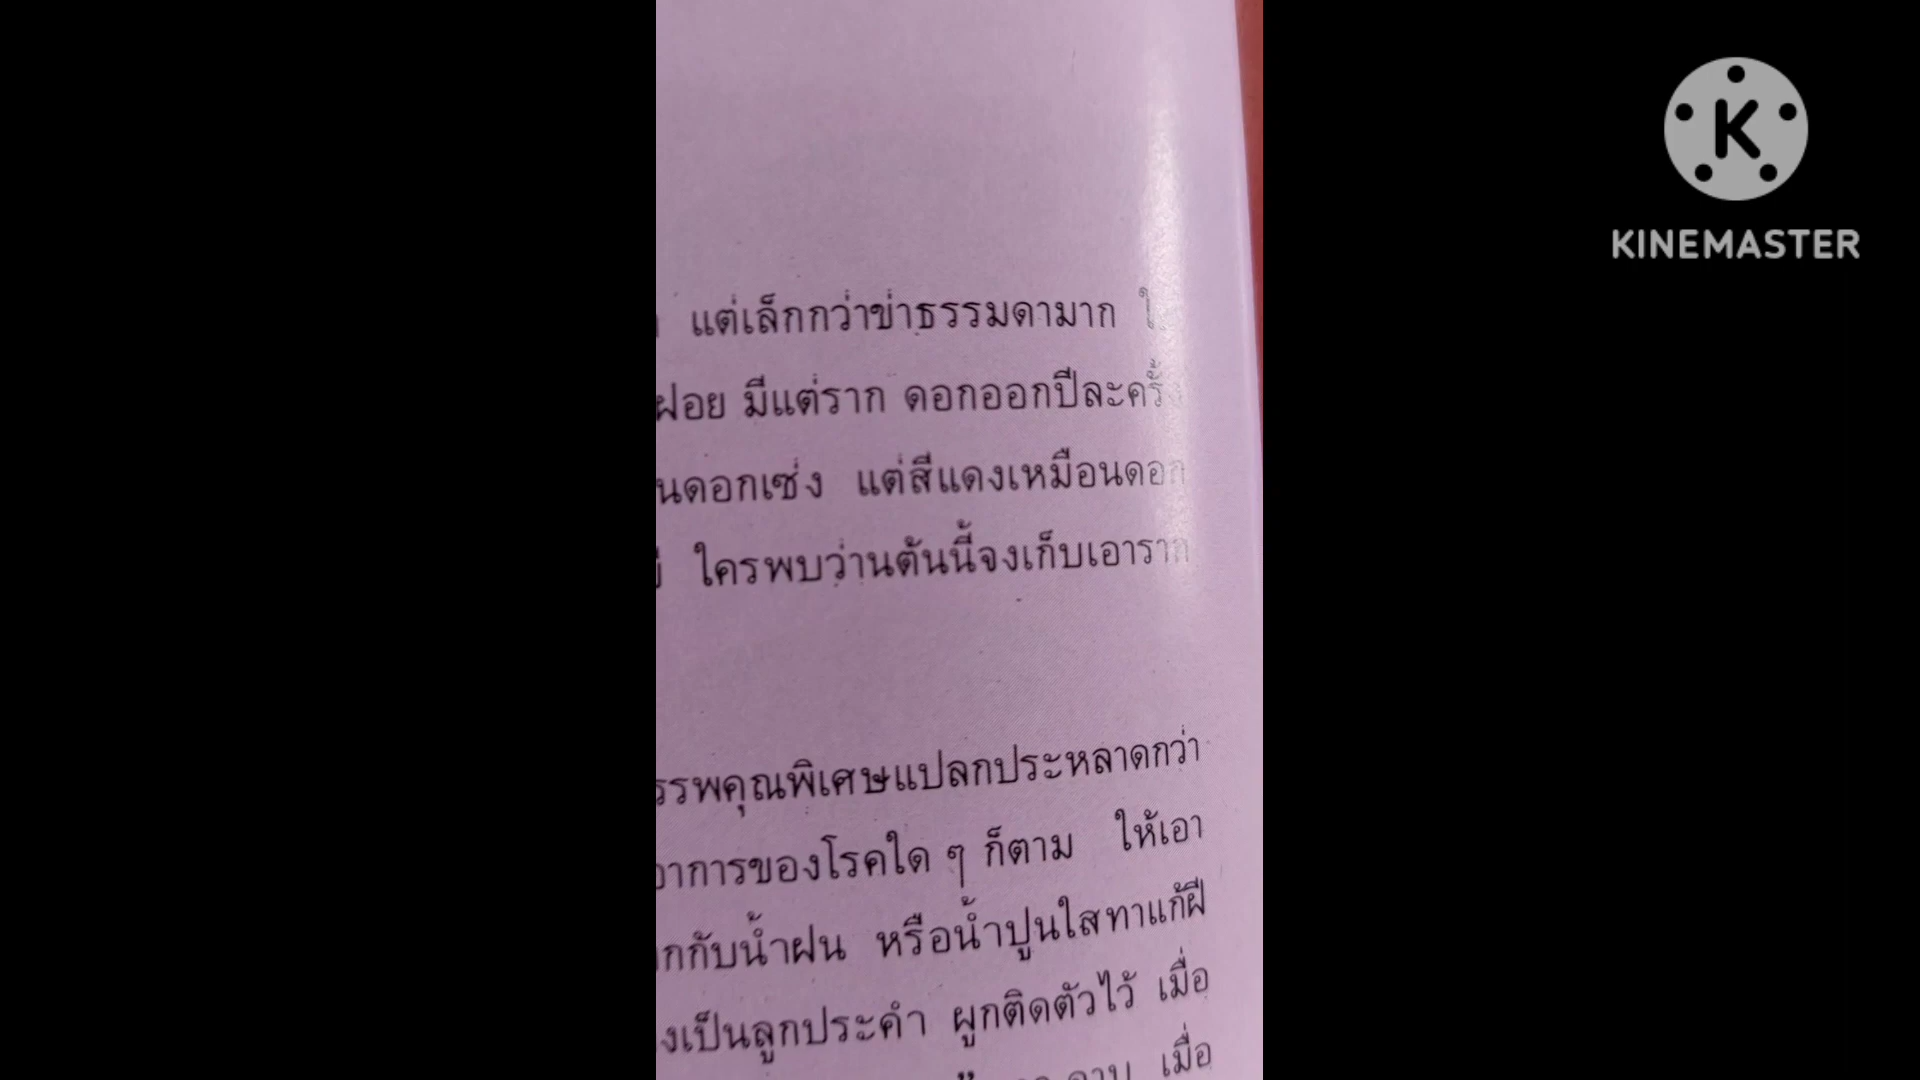 แต่เล็กกว่าข่าธรรมดามาก
ฝอย มีแต่ราก ดอกออกปีละครั้ง
นดอกเซ่ง แต่สีแดงเหมือนดอก
ใครพบว่านต้นนี้จงเก็บเอาราก
รรพคุณพิเศษแปลกประหลาดกว่า
อาการของโรคใด ๆ ก็ตาม ให้เอา
กกับน้ำฝน หรือน้ำปูนใสทาแก้ฝี
งเป็นลูกประคำ ผูกติดตัวไว้ เมื่อ
เมื่อ
KINEMASTER